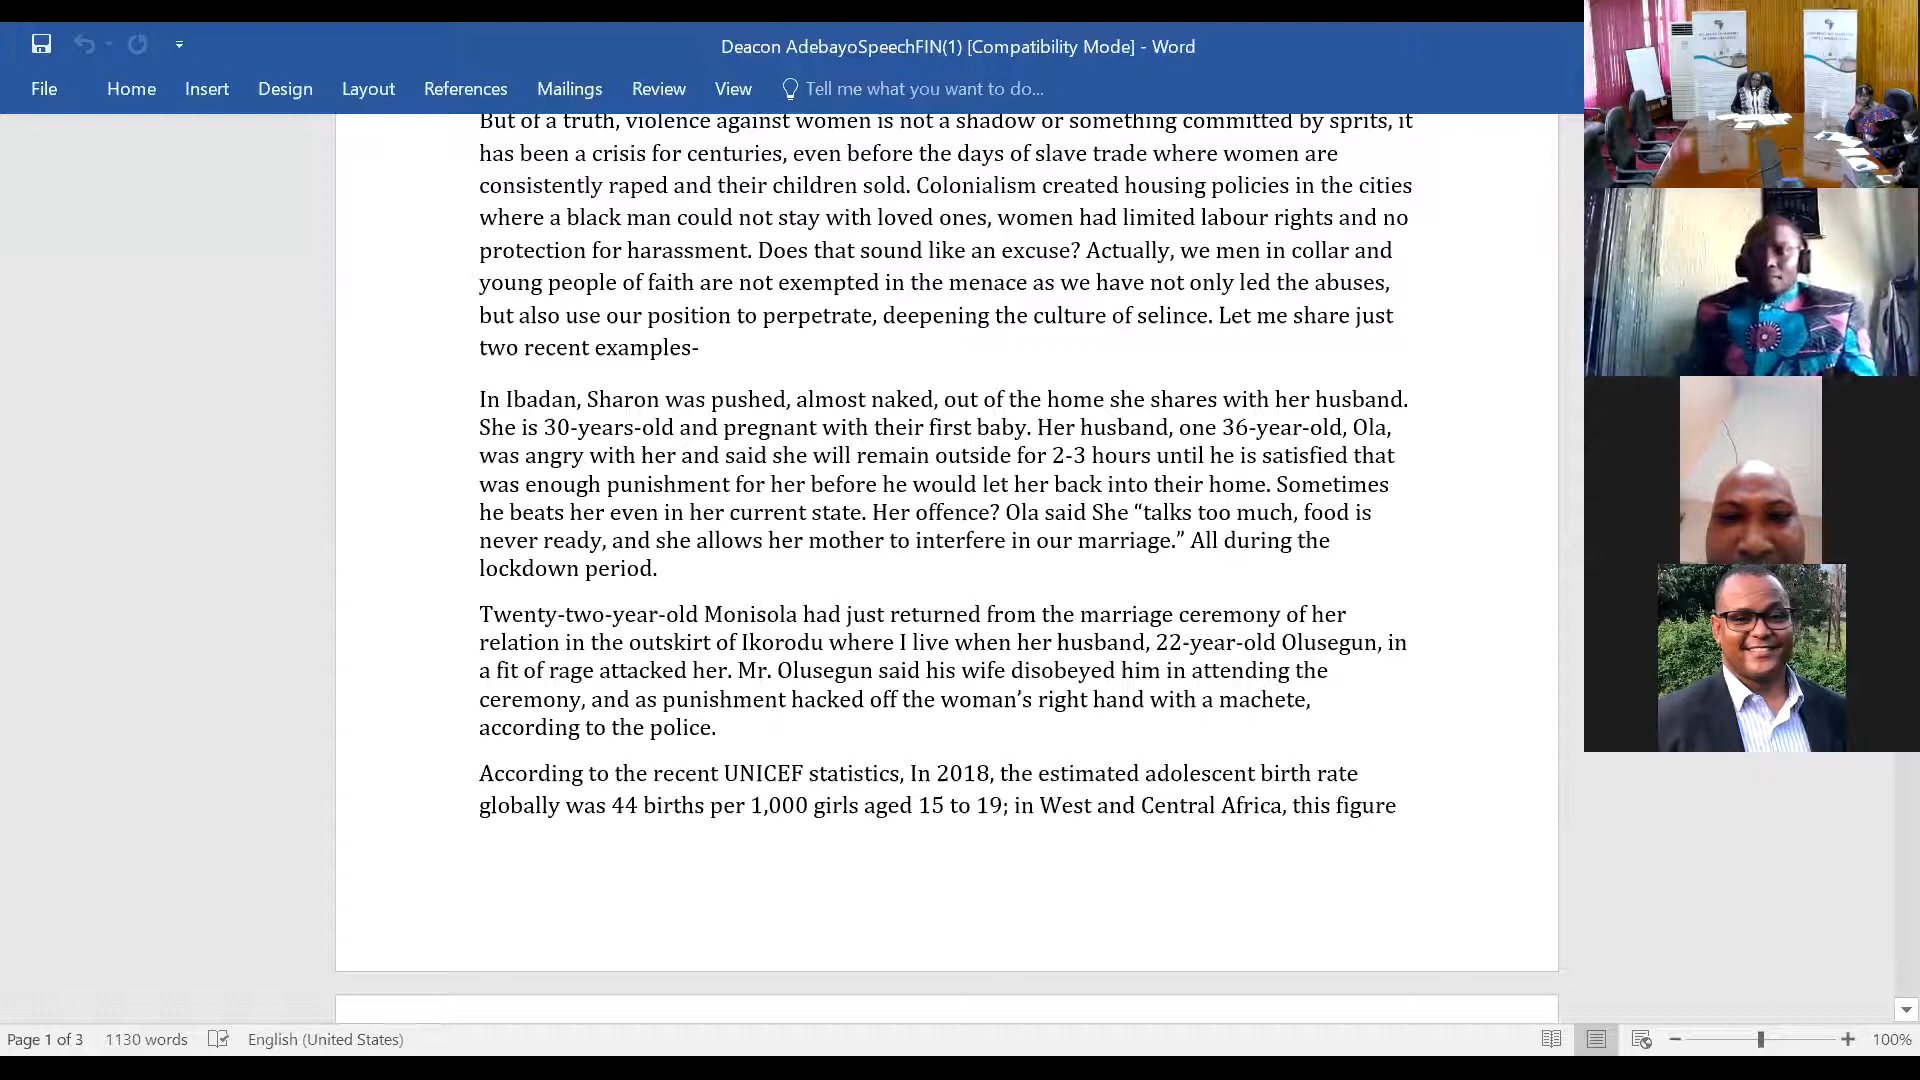 Deacon AdebayoSpeechFIN(1) [Compatibility Mode] - Word
File Home Insert Design Layout References Mailings Review View Tell me what you want to do...
But of a truth, violence against women is not a shadow or something committed by sprits, it
has been a crisis for centuries, even before the days of slave trade where women are
consistently raped and their children sold. Colonialism created housing policies in the cities
where a black man could not stay with loved ones, women had limited labour rights and no
protection for harassment. Does that sound like an excuse? Actually, we men in collar and
young people of faith are not exempted in the menace as we have not only led the abuses,
but also use our position to perpetrate, deepening the culture of selince. Let me share just
two recent examples-
In Ibadan, Sharon was pushed, almost naked, out of the home she shares with her husband.
She is 30-years-old and pregnant with their first baby. Her husband, one 36-year-old, Ola,
was angry with her and said she will remain outside for 2-3 hours until he is satisfied that
was enough punishment for her before he would let her back into their home. Sometimes
he beats her even in her current state. Her offence? Ola said She “talks too much, food is
never ready, and she allows her mother to interfere in our marriage.” All during the
lockdown period.
Twenty-two-year-old Monisola had just returned from the marriage ceremony of her
relation in the outskirt of Ikorodu where I live when her husband, 22-year-old Olusegun, in
a fit of rage attacked her. Mr. Olusegun said his wife disobeyed him in attending the
ceremony, and as punishment hacked off the woman’s right hand with a machete,
according to the police.
According to the recent UNICEF statistics, In 2018, the estimated adolescent birth rate
globally was 44 births per 1,000 girls aged 15 to 19; in West and Central Africa, this figure
Page 1 of 3 1130 words English (United States) 100%